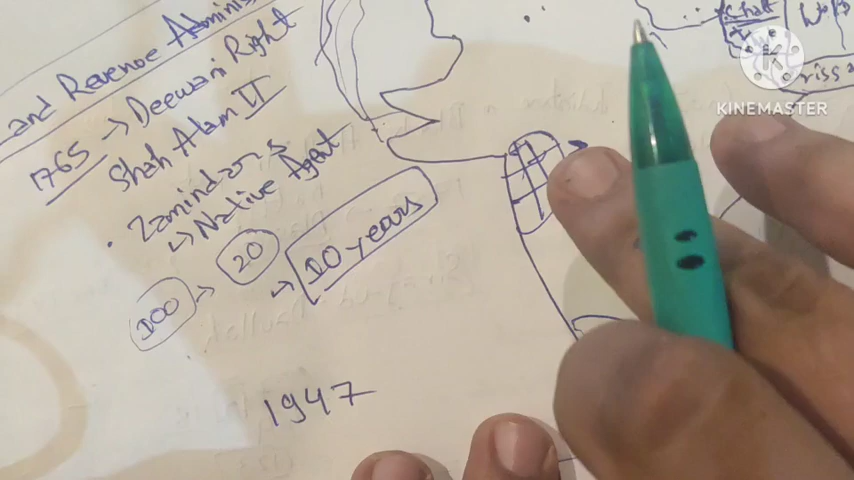 and Revenue Adminis
1765 → Deewani Right
Shah Alam II
• Zamindars
↳ Native Agent
100 → 20
↳ 10 years
1947
KINEMASTER